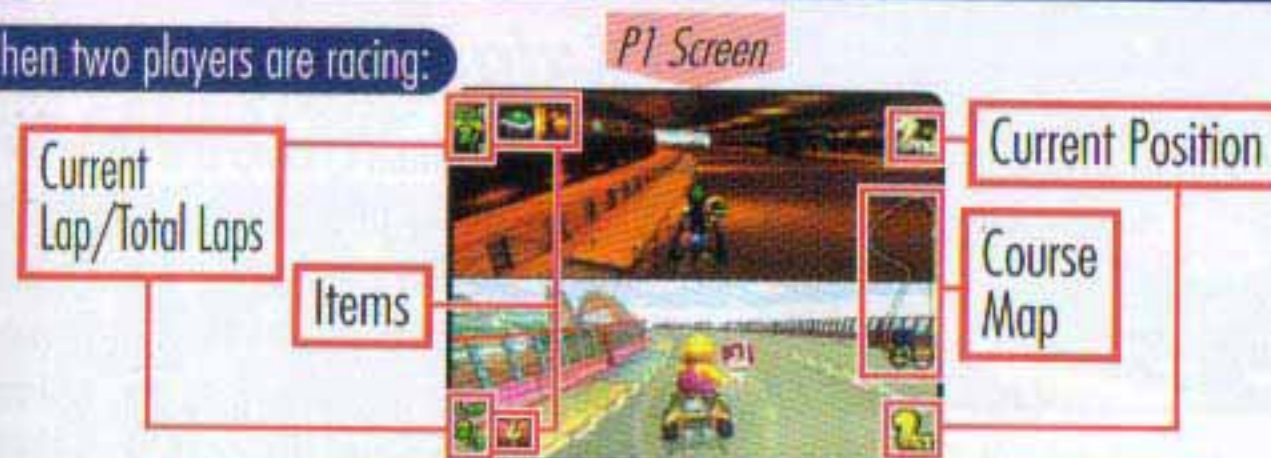 hen two players are racing:
P1 Screen
Current
Lap/Total Laps
Current Position
Items
Course
Map